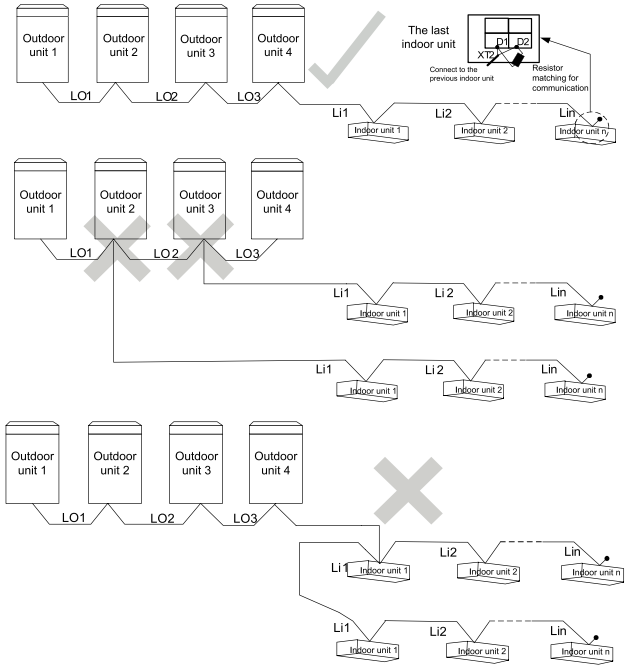 Outdoor
unit 1
Outdoor
unit 2
Outdoor
unit 3
Outdoor
unit 4
LO1
LO2
LO3
The last
indoor unit
D1 D2
XT2
Connect to the
previous indoor unit
Resistor
matching for
communication
Li1
Li2
Lin
Indoor unit 1
Indoor unit 2
Indoor unit n
Outdoor
unit 1
Outdoor
unit 2
Outdoor
unit 3
Outdoor
unit 4
LO1
LO 2
LO3
Li1
Li 2
Lin
Indoor unit 1
Indoor unit 2
Indoor unit n
Li1
Li 2
Lin
Indoor unit 1
Indoor unit 2
Indoor unit n
Outdoor
unit 1
Outdoor
unit 2
Outdoor
unit 3
Outdoor
unit 4
LO1
LO2
LO3
Li1
Li2
Lin
Indoor unit 1
Indoor unit 2
Indoor unit n
Li1
Li2
Lin
Indoor unit 1
Indoor unit 2
Indoor unit n